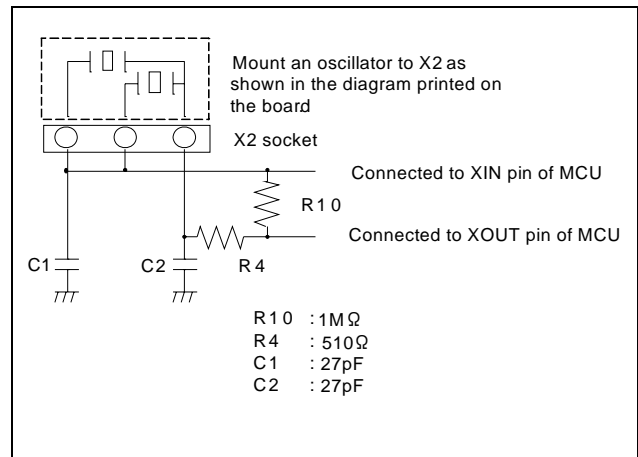 Mount an oscillator to X2 as
shown in the diagram printed on
the board
X2 socket
Connected to XIN pin of MCU
R10
Connected to XOUT pin of MCU
C1
C2
R4
R10 : 1MΩ
R4 : 510Ω
C1 : 27pF
C2 : 27pF